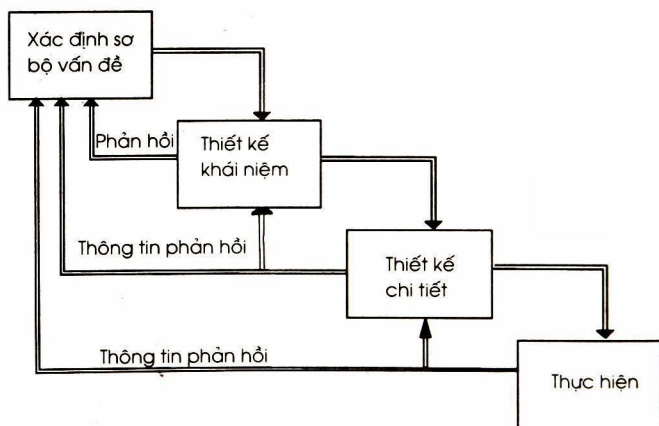 Xác định sơ
bộ vấn đề
Phản hồi
Thiết kế
khái niệm
Thông tin phản hồi
Thiết kế
chi tiết
Thông tin phản hồi
Thực hiện